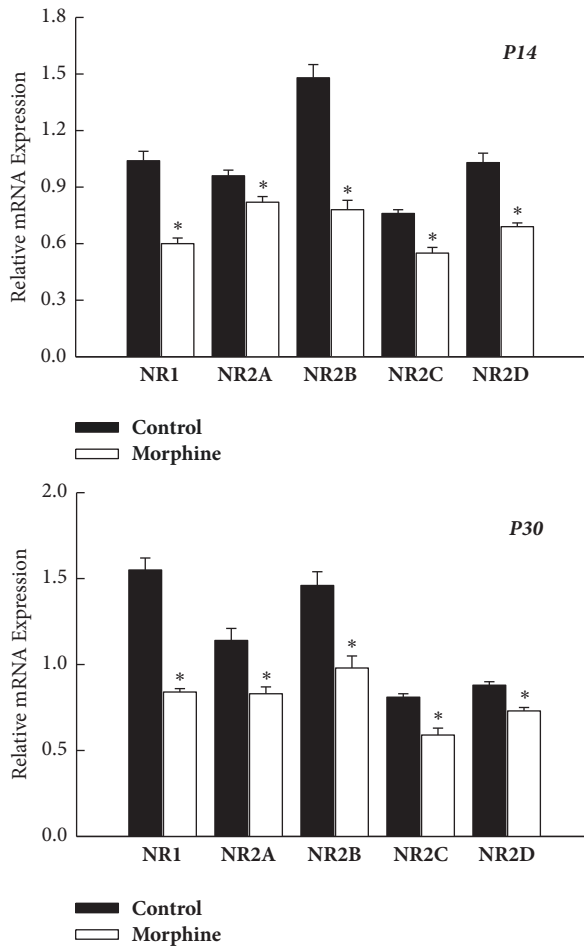 P14
Relative mRNA Expression
1.8
1.5
1.2
0.9
0.6
0.3
0.0
* * * * *
NR1 NR2A NR2B NR2C NR2D
Control
Morphine
P30
Relative mRNA Expression
2.0
1.5
1.0
0.5
0.0
* * * * *
NR1 NR2A NR2B NR2C NR2D
Control
Morphine